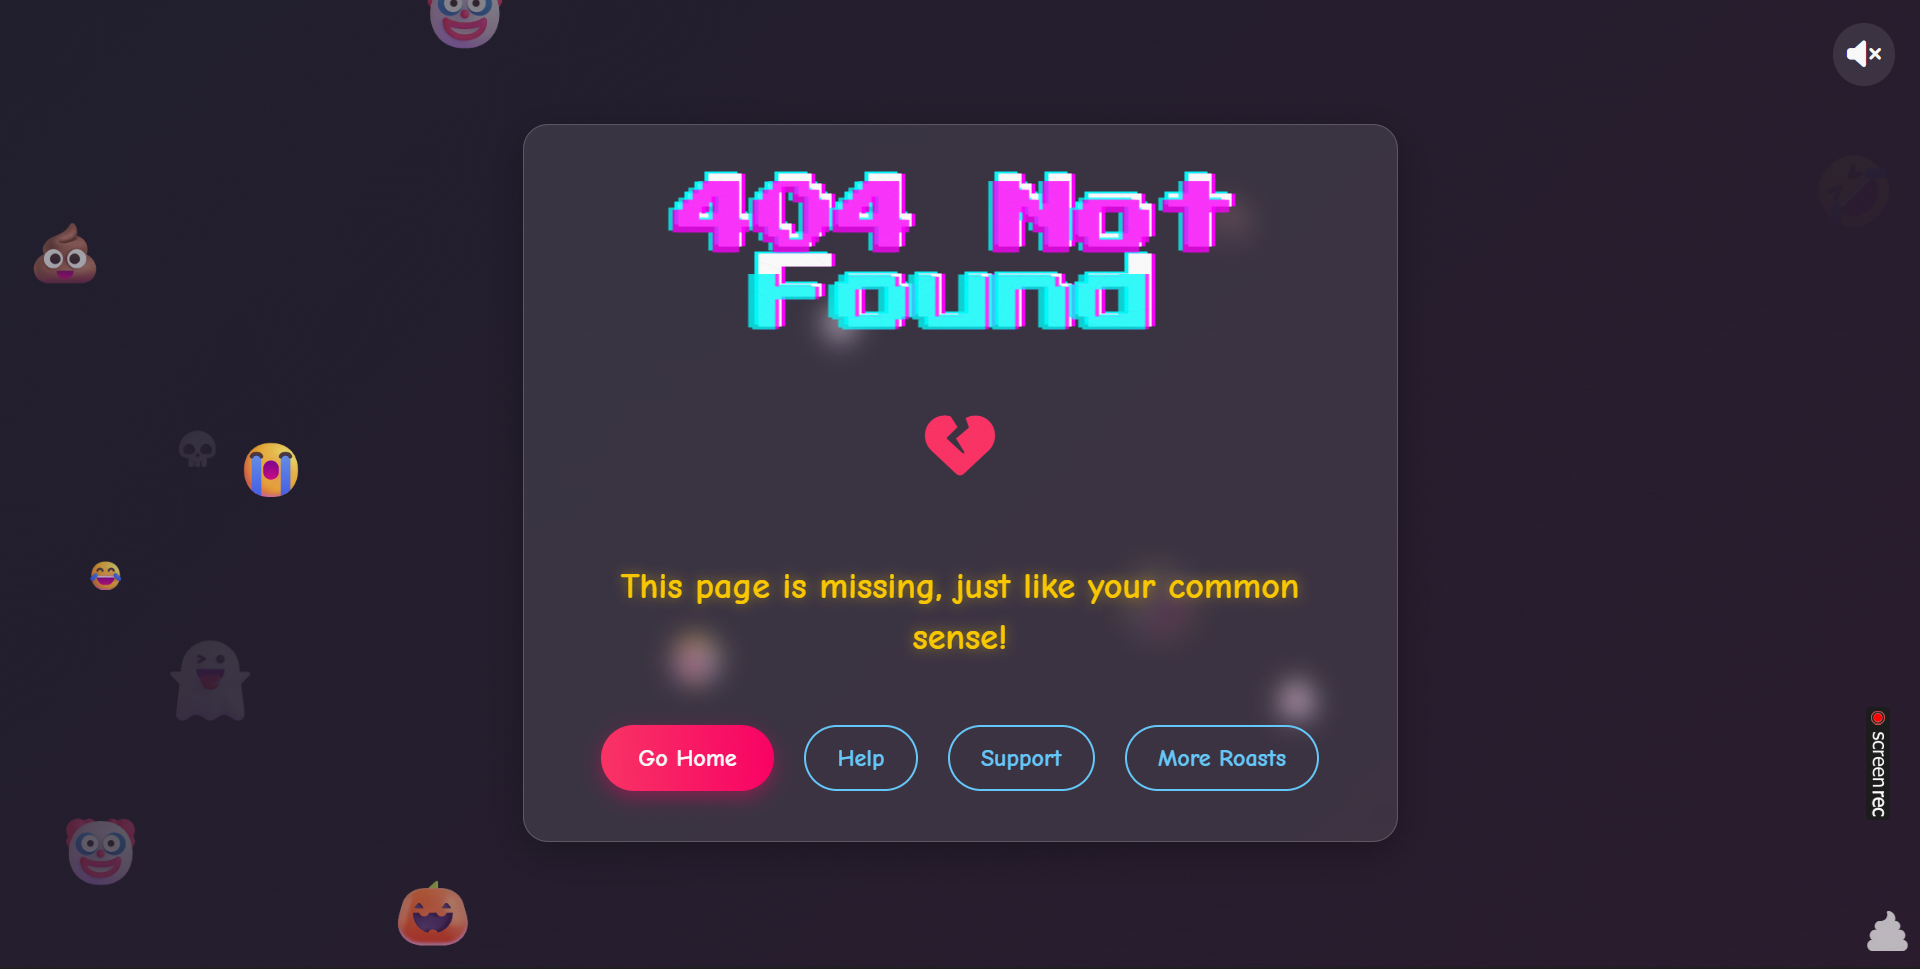 404 Not
Found
This page is missing, just like your common
sense!
Go Home
Help
Support
More Roasts
screenrec